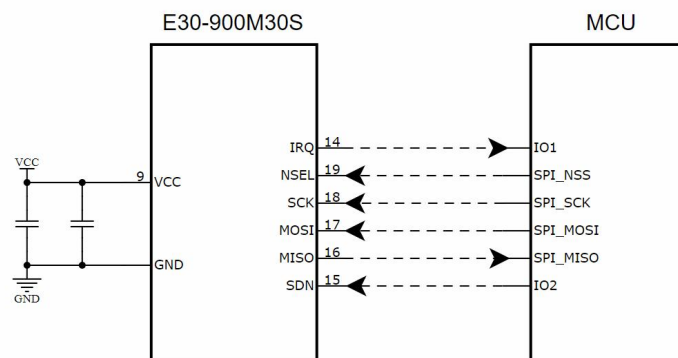 E30-900M30S
MCU
IRQ 14 IO1
VCC NSEL 19 SPI_NSS
9 VCC
SCK 18 SPI_SCK
MOSI 17 SPI_MOSI
GND MISO 16 SPI_MISO
SDN 15 IO2
GND